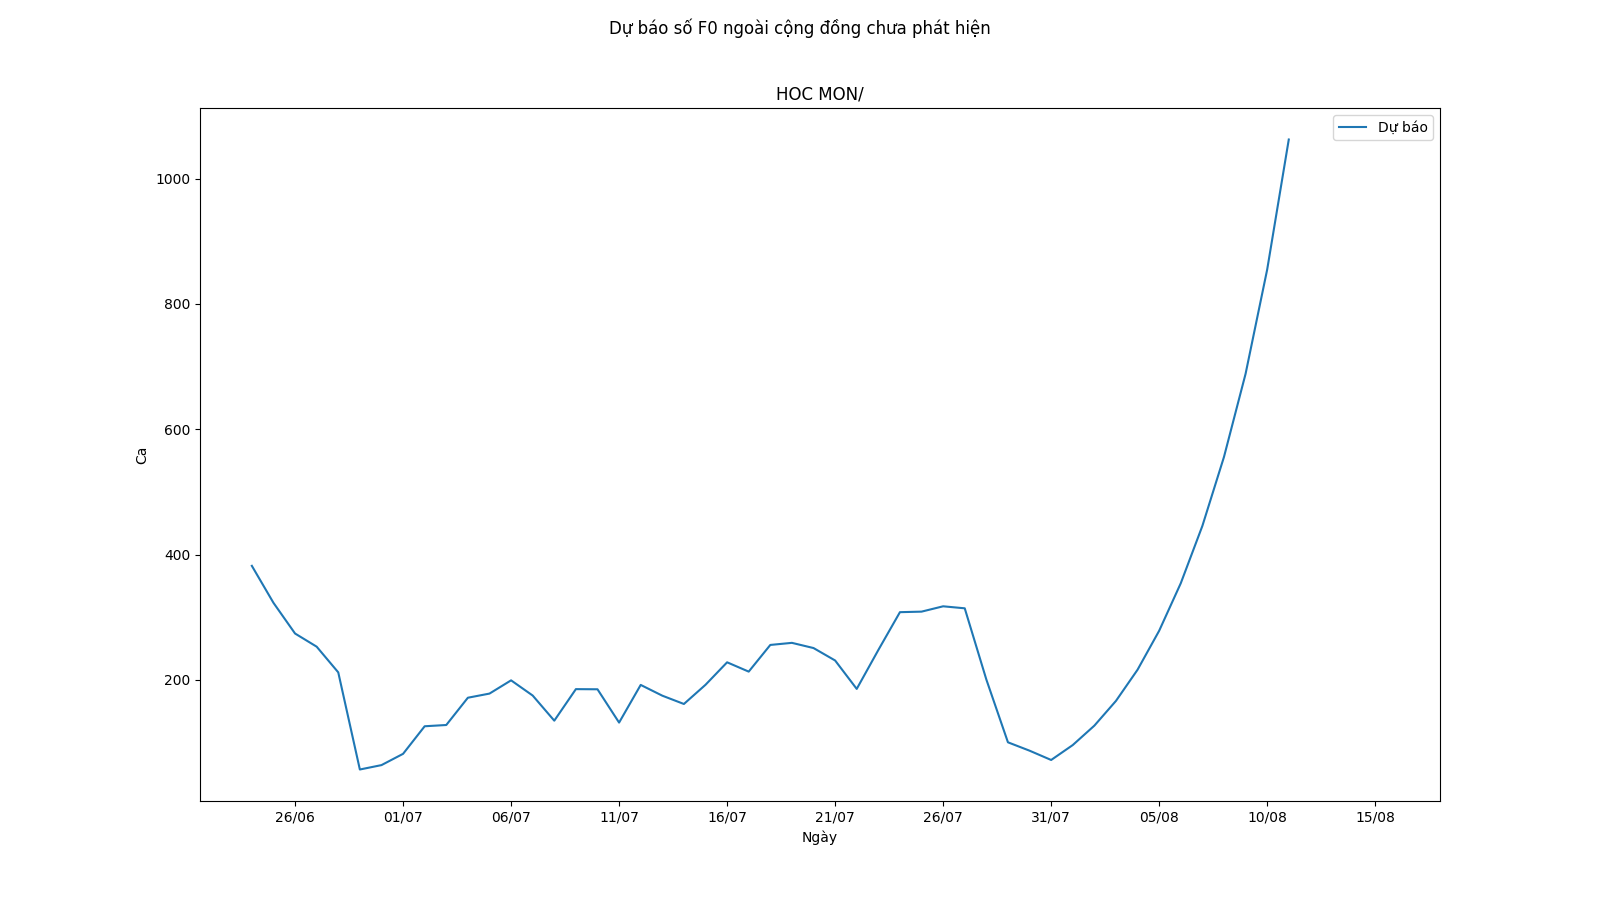 Dự báo số F0 ngoài cộng đồng chưa phát hiện
HOC MON/
Dự báo
1000
800
600
400
200
Ca
26/06 01/07 06/07 11/07 16/07 21/07 26/07 31/07 05/08 10/08 15/08
Ngày